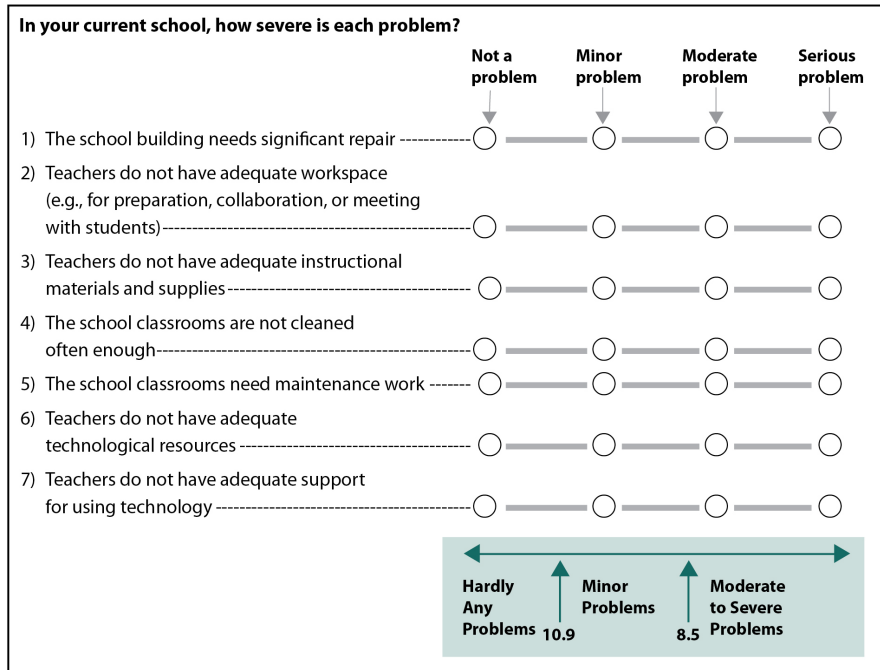 In your current school, how severe is each problem?
Not a problem
Minor problem
Moderate problem
Serious problem
1) The school building needs significant repair
2) Teachers do not have adequate workspace
(e.g., for preparation, collaboration, or meeting
with students)
3) Teachers do not have adequate instructional
materials and supplies
4) The school classrooms are not cleaned
often enough
5) The school classrooms need maintenance work
6) Teachers do not have adequate
technological resources
7) Teachers do not have adequate support
for using technology
Hardly
Any
Problems
10.9
Minor
Problems
8.5
Moderate
to Severe
Problems